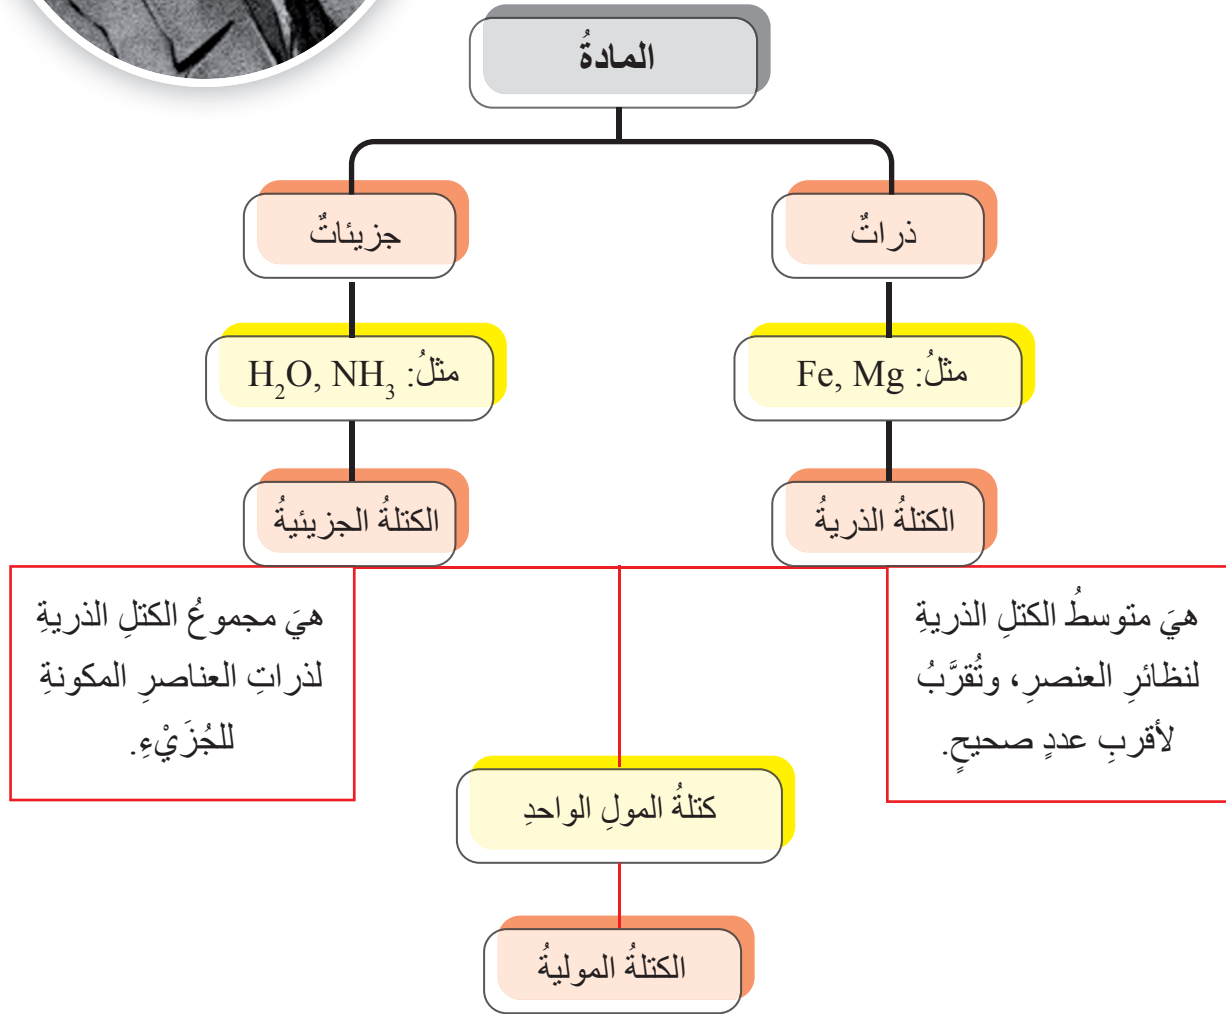 المادةُ
ذراتٌ
جزيئاتٌ
مثلُ: Fe, Mg
مثلُ: H₂O, NH₃
الكتلةُ الذريةُ
الكتلةُ الجزيئيةُ
هيَ متوسطُ الكتلِ الذريةِ
لنظائرِ العنصرِ، وتُقرَّبُ
لأقربِ عددٍ صحيحٍ.
هيَ مجموعُ الكتلِ الذريةِ
لذراتِ العناصرِ المكونةِ
للجُزَيْءِ.
كتلةُ المولِ الواحدِ
الكتلةُ الموليةُ